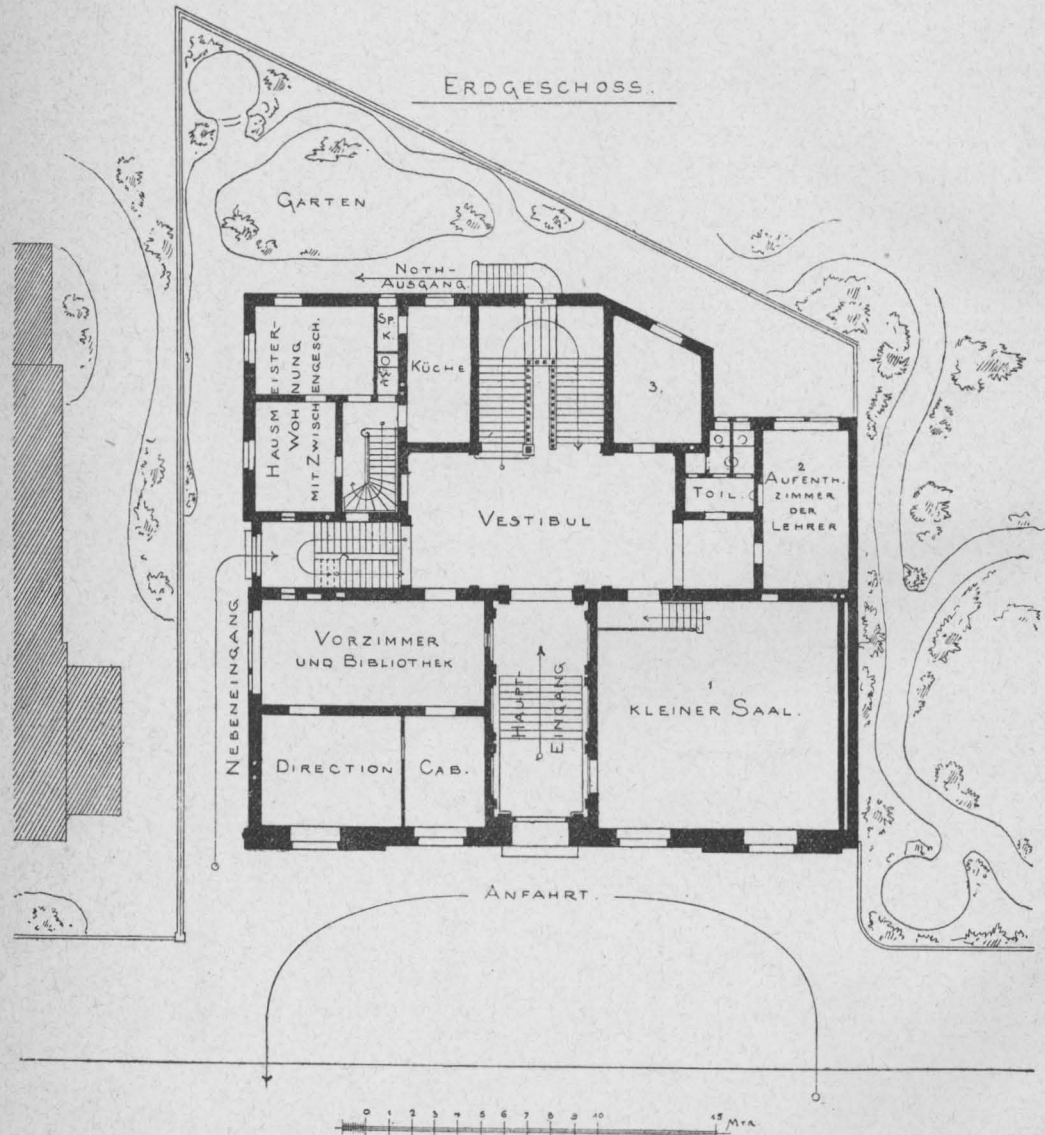 ERDGESCHOSS.
GARTEN
NOTH-
AUSGANG.
SP.
K.
KÜCHE
HAUSMEISTER-
WOHNUNG
MIT ZWISCHENGESCH.
3.
2
AUFENTH.
ZIMMER
DER
LEHRER
TOIL.
VESTIBUL
NEBENEINGANG
VORZIMMER
UND BIBLIOTHEK
HAUPT-
EINGANG
1
KLEINER SAAL.
DIRECTION
CAB.
ANFAHRT.
0 1 2 3 4 5 6 7 8 9 10 15 Mtr.